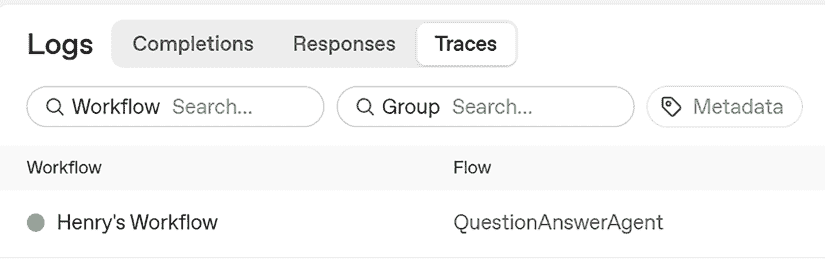 Logs Completions Responses Traces
Workflow Search... Group Search... Metadata
Workflow Flow
Henry's Workflow QuestionAnswerAgent